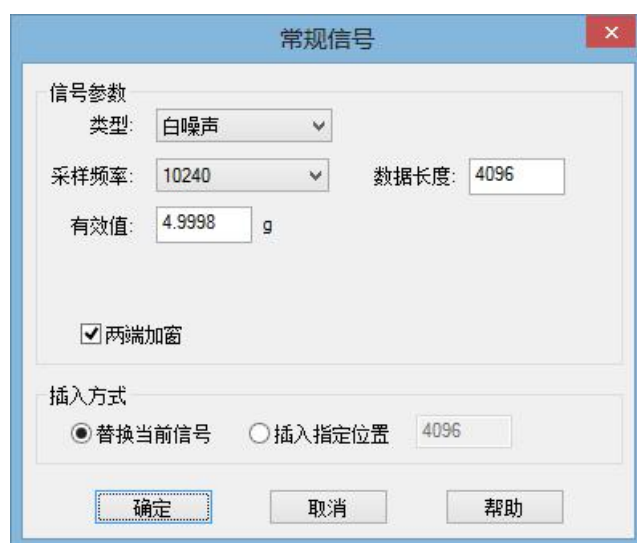 常规信号
信号参数
类型: 白噪声
采样频率: 10240 数据长度: 4096
有效值: 4.9998 g
两端加窗
插入方式
替换当前信号 插入指定位置 4096
确定 取消 帮助